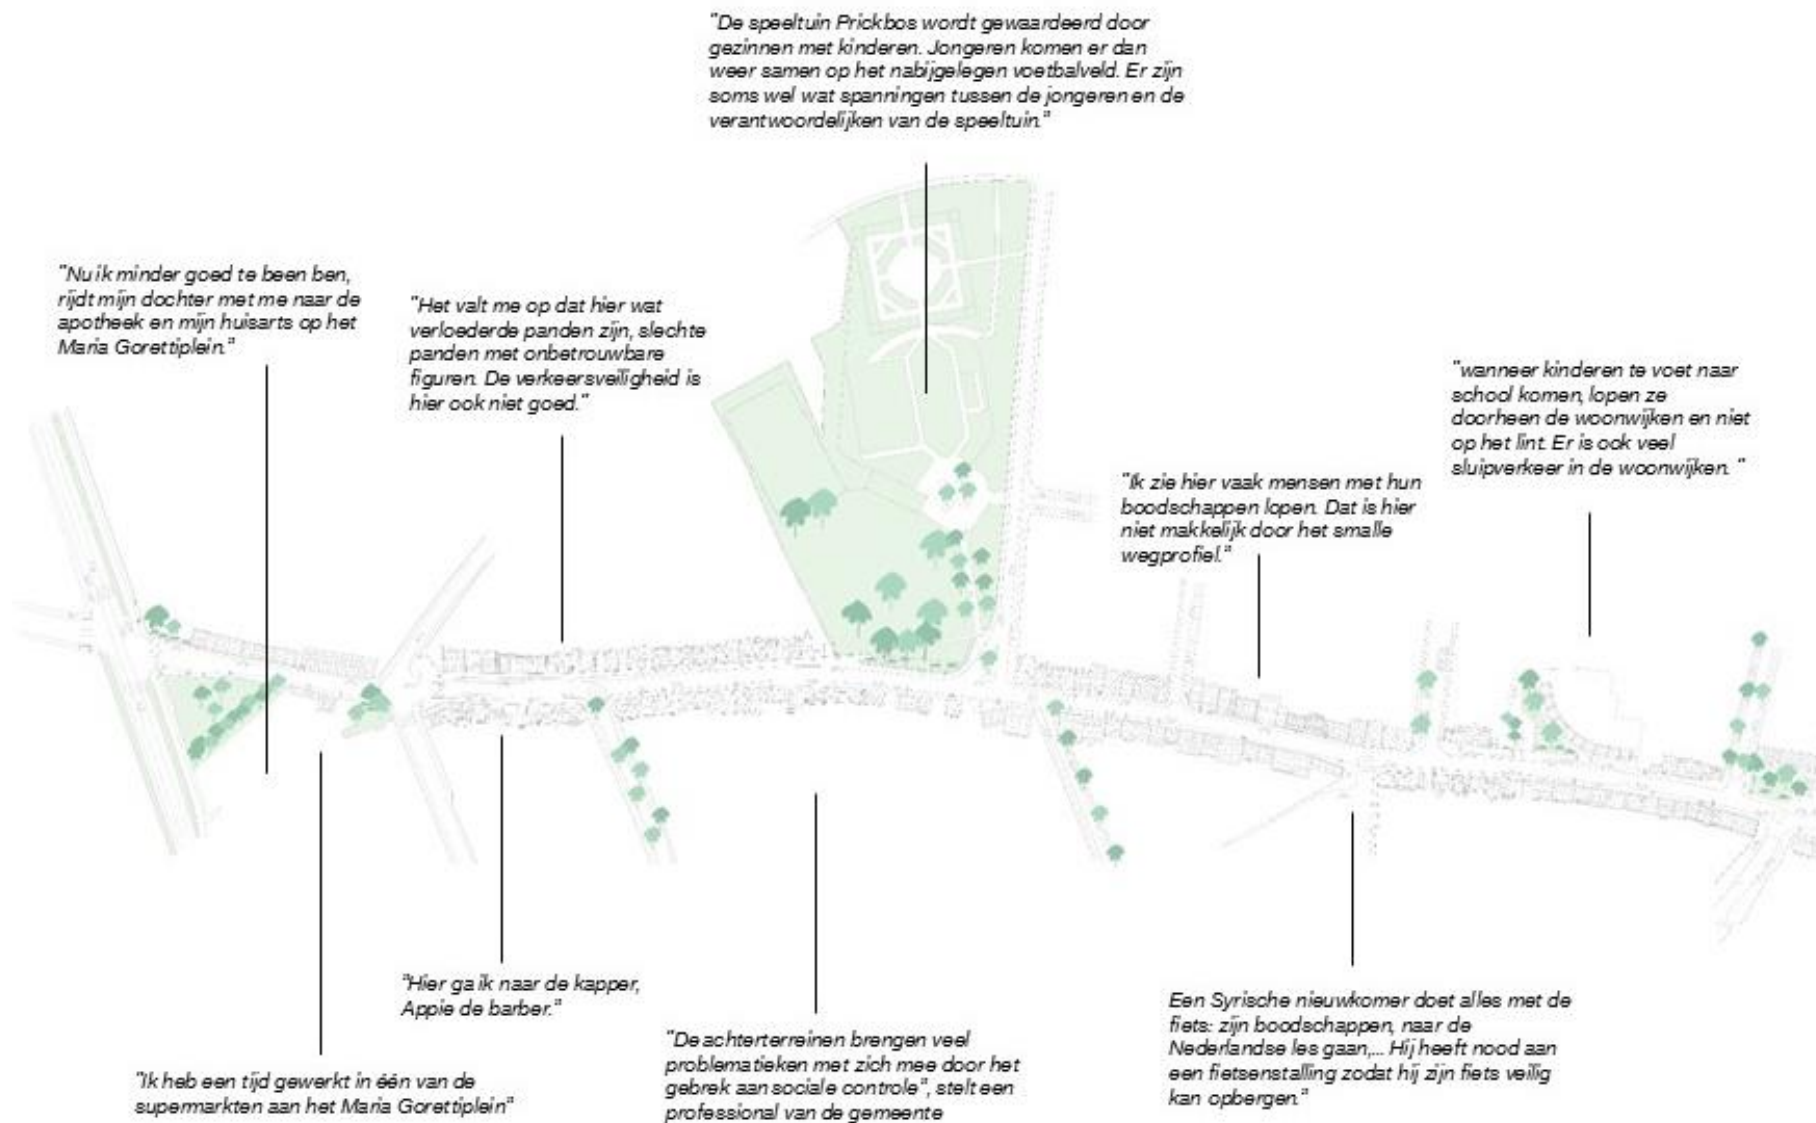 "De speeltuin Prickbos wordt gewaardeerd door
gezinnen met kinderen. Jongeren komen er dan
weer samen op het nabijgelegen voetbalveld. Er zijn
soms wel wat spanningen tussen de jongeren en de
verantwoordelijken van de speeltuin."
"Nu ik minder goed te been ben,
rijdt mijn dochter met me naar de
apotheek en mijn huisarts op het
Maria Gorettiplein."
"Het valt me op dat hier wat
verloederde panden zijn, slechte
panden met onbetrouwbare
figuren. De verkeersveiligheid is
hier ook niet goed."
"wanneer kinderen te voet naar
school komen, lopen ze
doorheen de woonwijken en niet
op het lint. Er is ook veel
sluipverkeer in de woonwijken. "
"Ik zie hier vaak mensen met hun
boodschappen lopen. Dat is hier
niet makkelijk door het smalle
wegprofiel."
"Hier ga ik naar de kapper,
Appie de barber."
"Ik heb een tijd gewerkt in één van de
supermarkten aan het Maria Gorettiplein"
"De achterterreinen brengen veel
problematieken met zich mee door het
gebrek aan sociale controle", stelt een
professional van de gemeente
Een Syrische nieuwkomer doet alles met de
fiets: zijn boodschappen, naar de
Nederlandse les gaan,... Hij heeft nood aan
een fietsenstalling zodat hij zijn fiets veilig
kan opbergen."